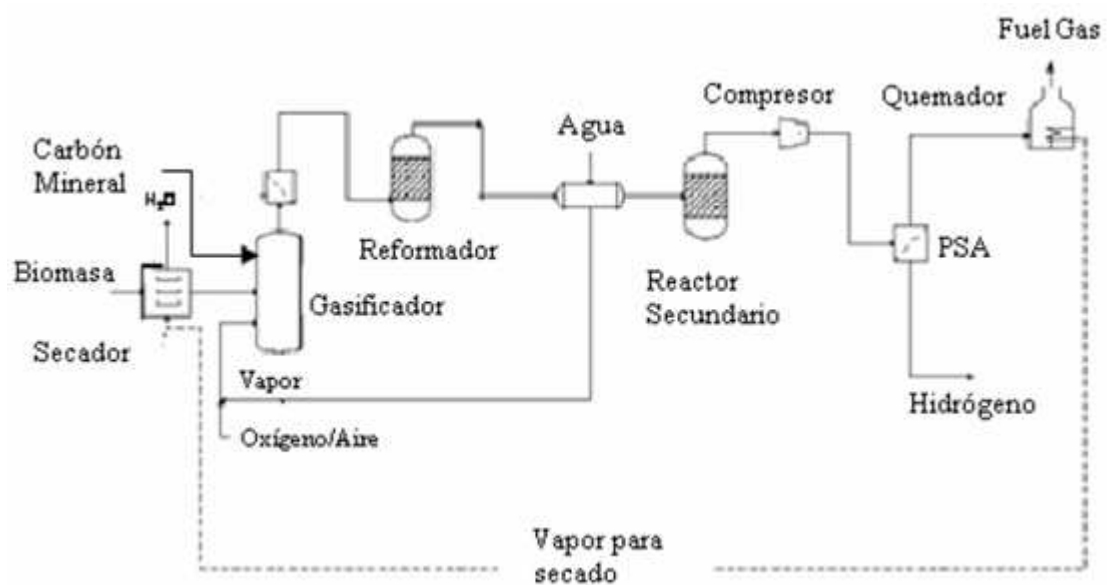 Fuel Gas
Compresor
Quemador
Agua
Carbón
Mineral
H₂O
Reformador
PSA
Biomasa
Gasificador
Reactor
Secundario
Secador
Vapor
Hidrógeno
Oxígeno/Aire
Vapor para
secado